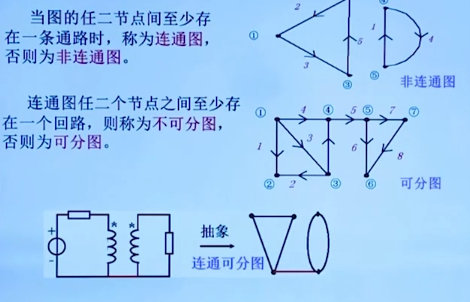 当图的任二节点间至少存
在一条通路时，称为连通图，
否则为非连通图。
① 2 3 5 ③ 1 4 ⑤
非连通图
连通图任二个节点之间至少存
在一个回路，则称为不可分图，
否则为可分图。
① 4 ④ 5 ⑤ 7 ⑦
1 3 6 8
② 2 ③ ⑥
可分图
+ - * *
抽象
连通可分图